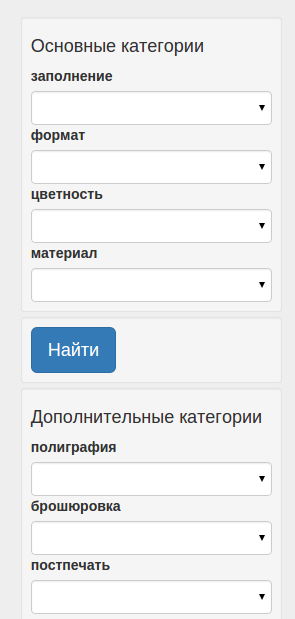 Основные категории
заполнение
формат
цветность
материал
Найти
Дополнительные категории
полиграфия
брошюровка
постпечать